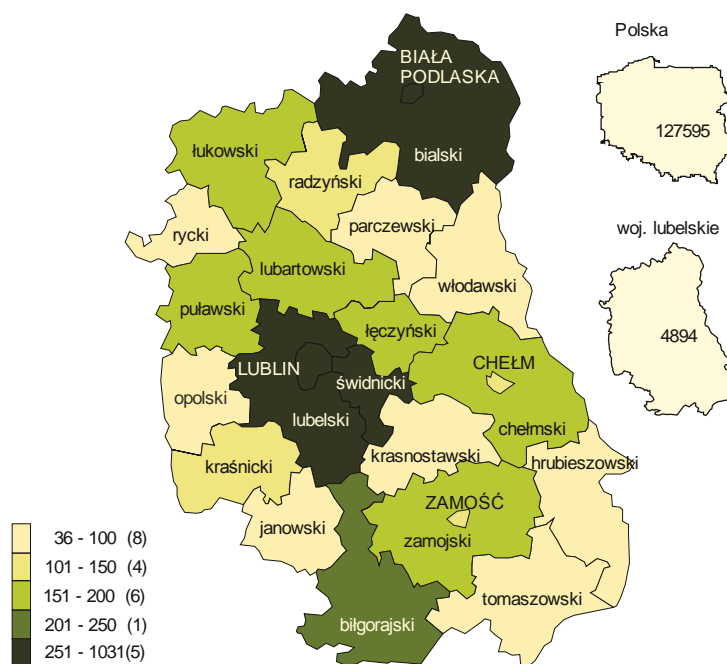 Polska
127595
woj. lubelskie
4894
BIAŁA
PODLASKA
bialski
łukowski
radzyński
parczewski
rycki
lubartowski
włodawski
puławski
łęczyński
LUBLIN
świdnicki
CHEŁM
opolski
lubelski
chełmski
krasnostawski
hrubieszowski
kraśnicki
ZAMOŚĆ
janowski
zamojski
tomaszowski
biłgorajski
36 - 100 (8)
101 - 150 (4)
151 - 200 (6)
201 - 250 (1)
251 - 1031(5)